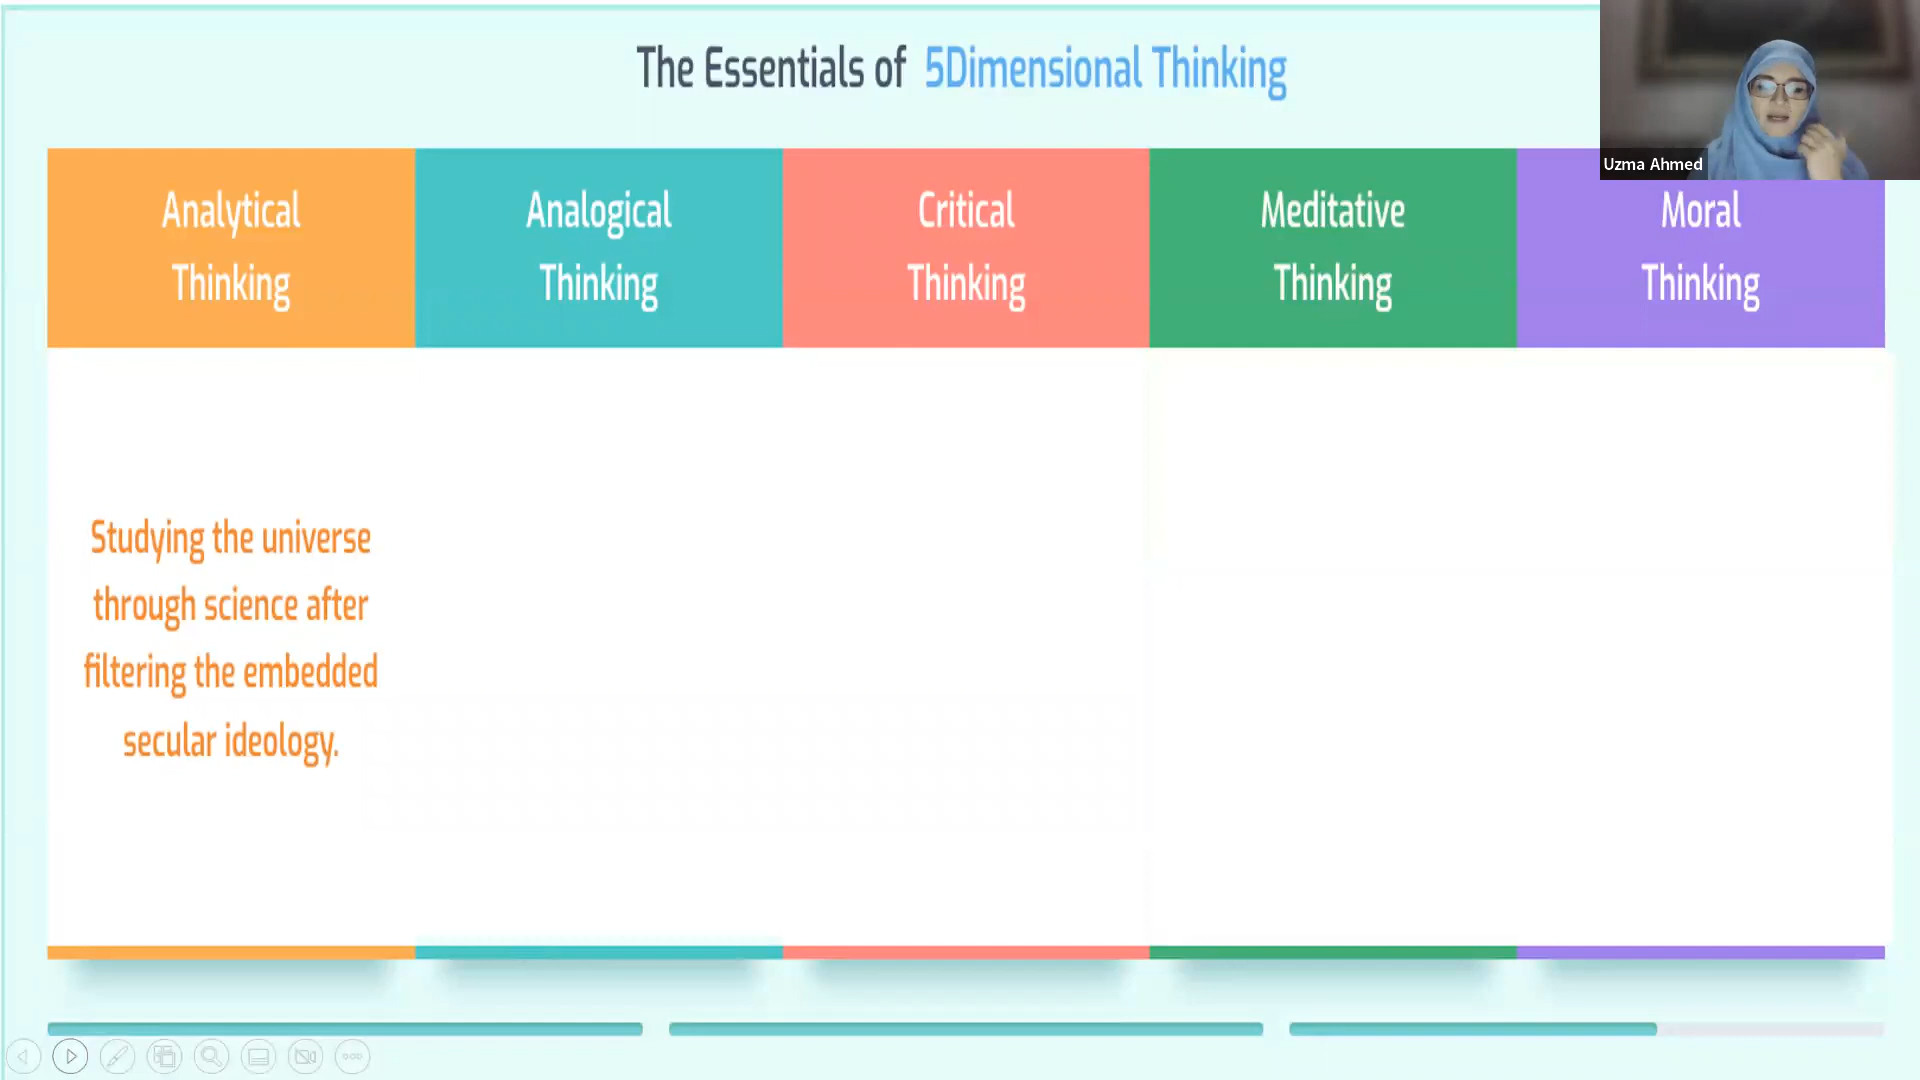 The Essentials of 5Dimensional Thinking
Uzma Ahmed
Analytical
Thinking
Analogical
Thinking
Critical
Thinking
Meditative
Thinking
Moral
Thinking
Studying the universe
through science after
filtering the embedded
secular ideology.